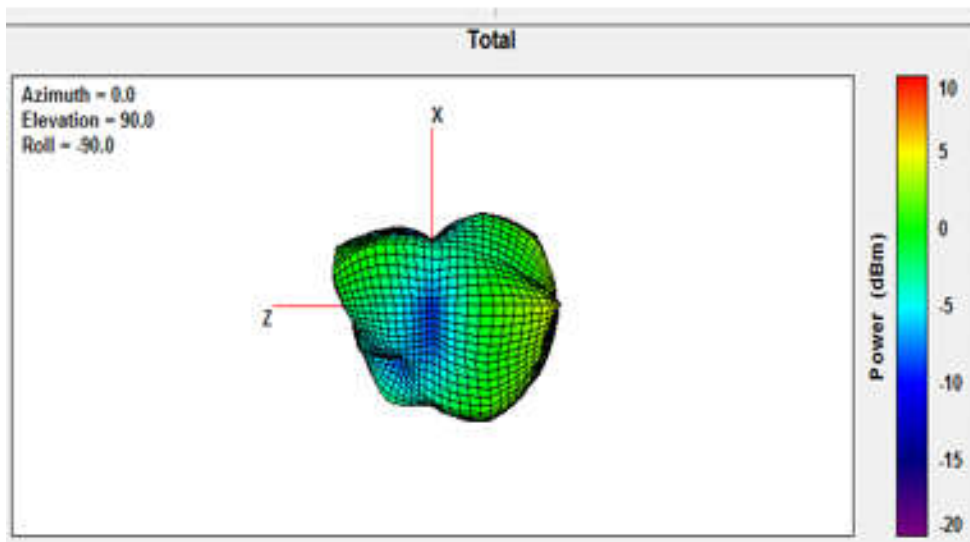 Total
Azimuth = 0.0
Elevation = 90.0
Roll = -90.0
X
Z
10
5
0
-5
-10
-15
-20
Power (dBm)